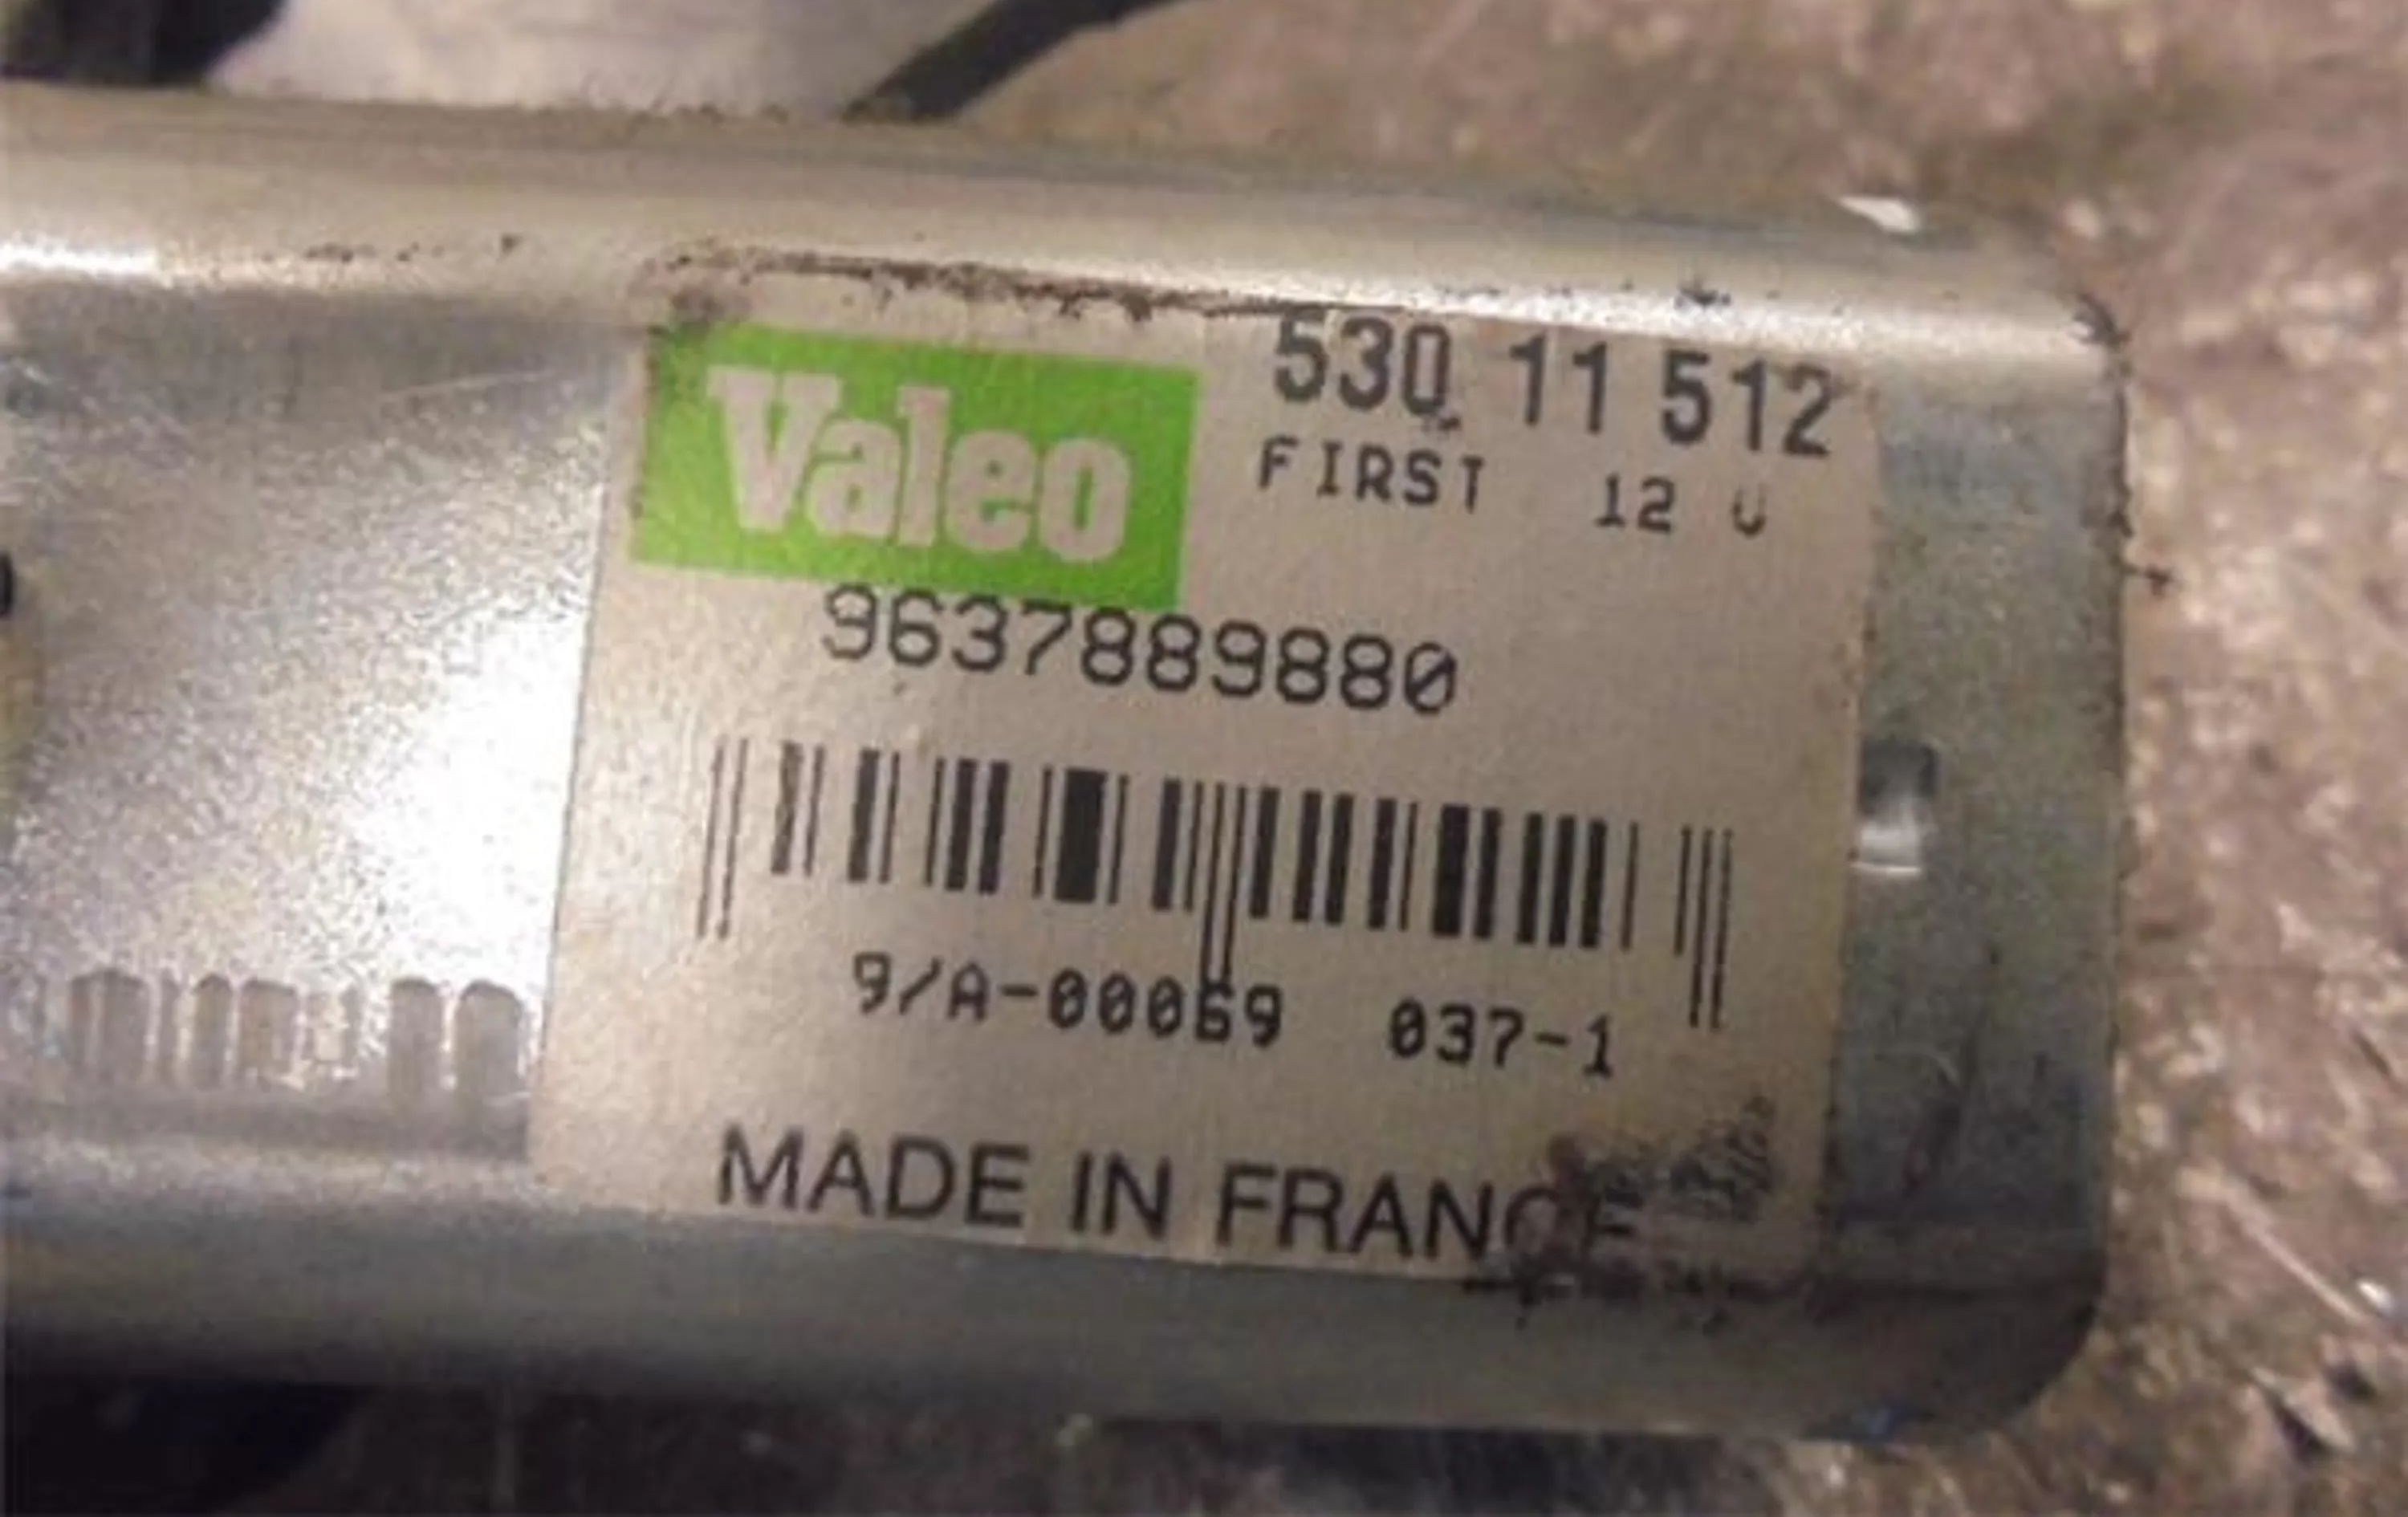 Valeo
530 11 512
FIRST 12 V
9637889880
9/A-00069 037-1
MADE IN FRANCE